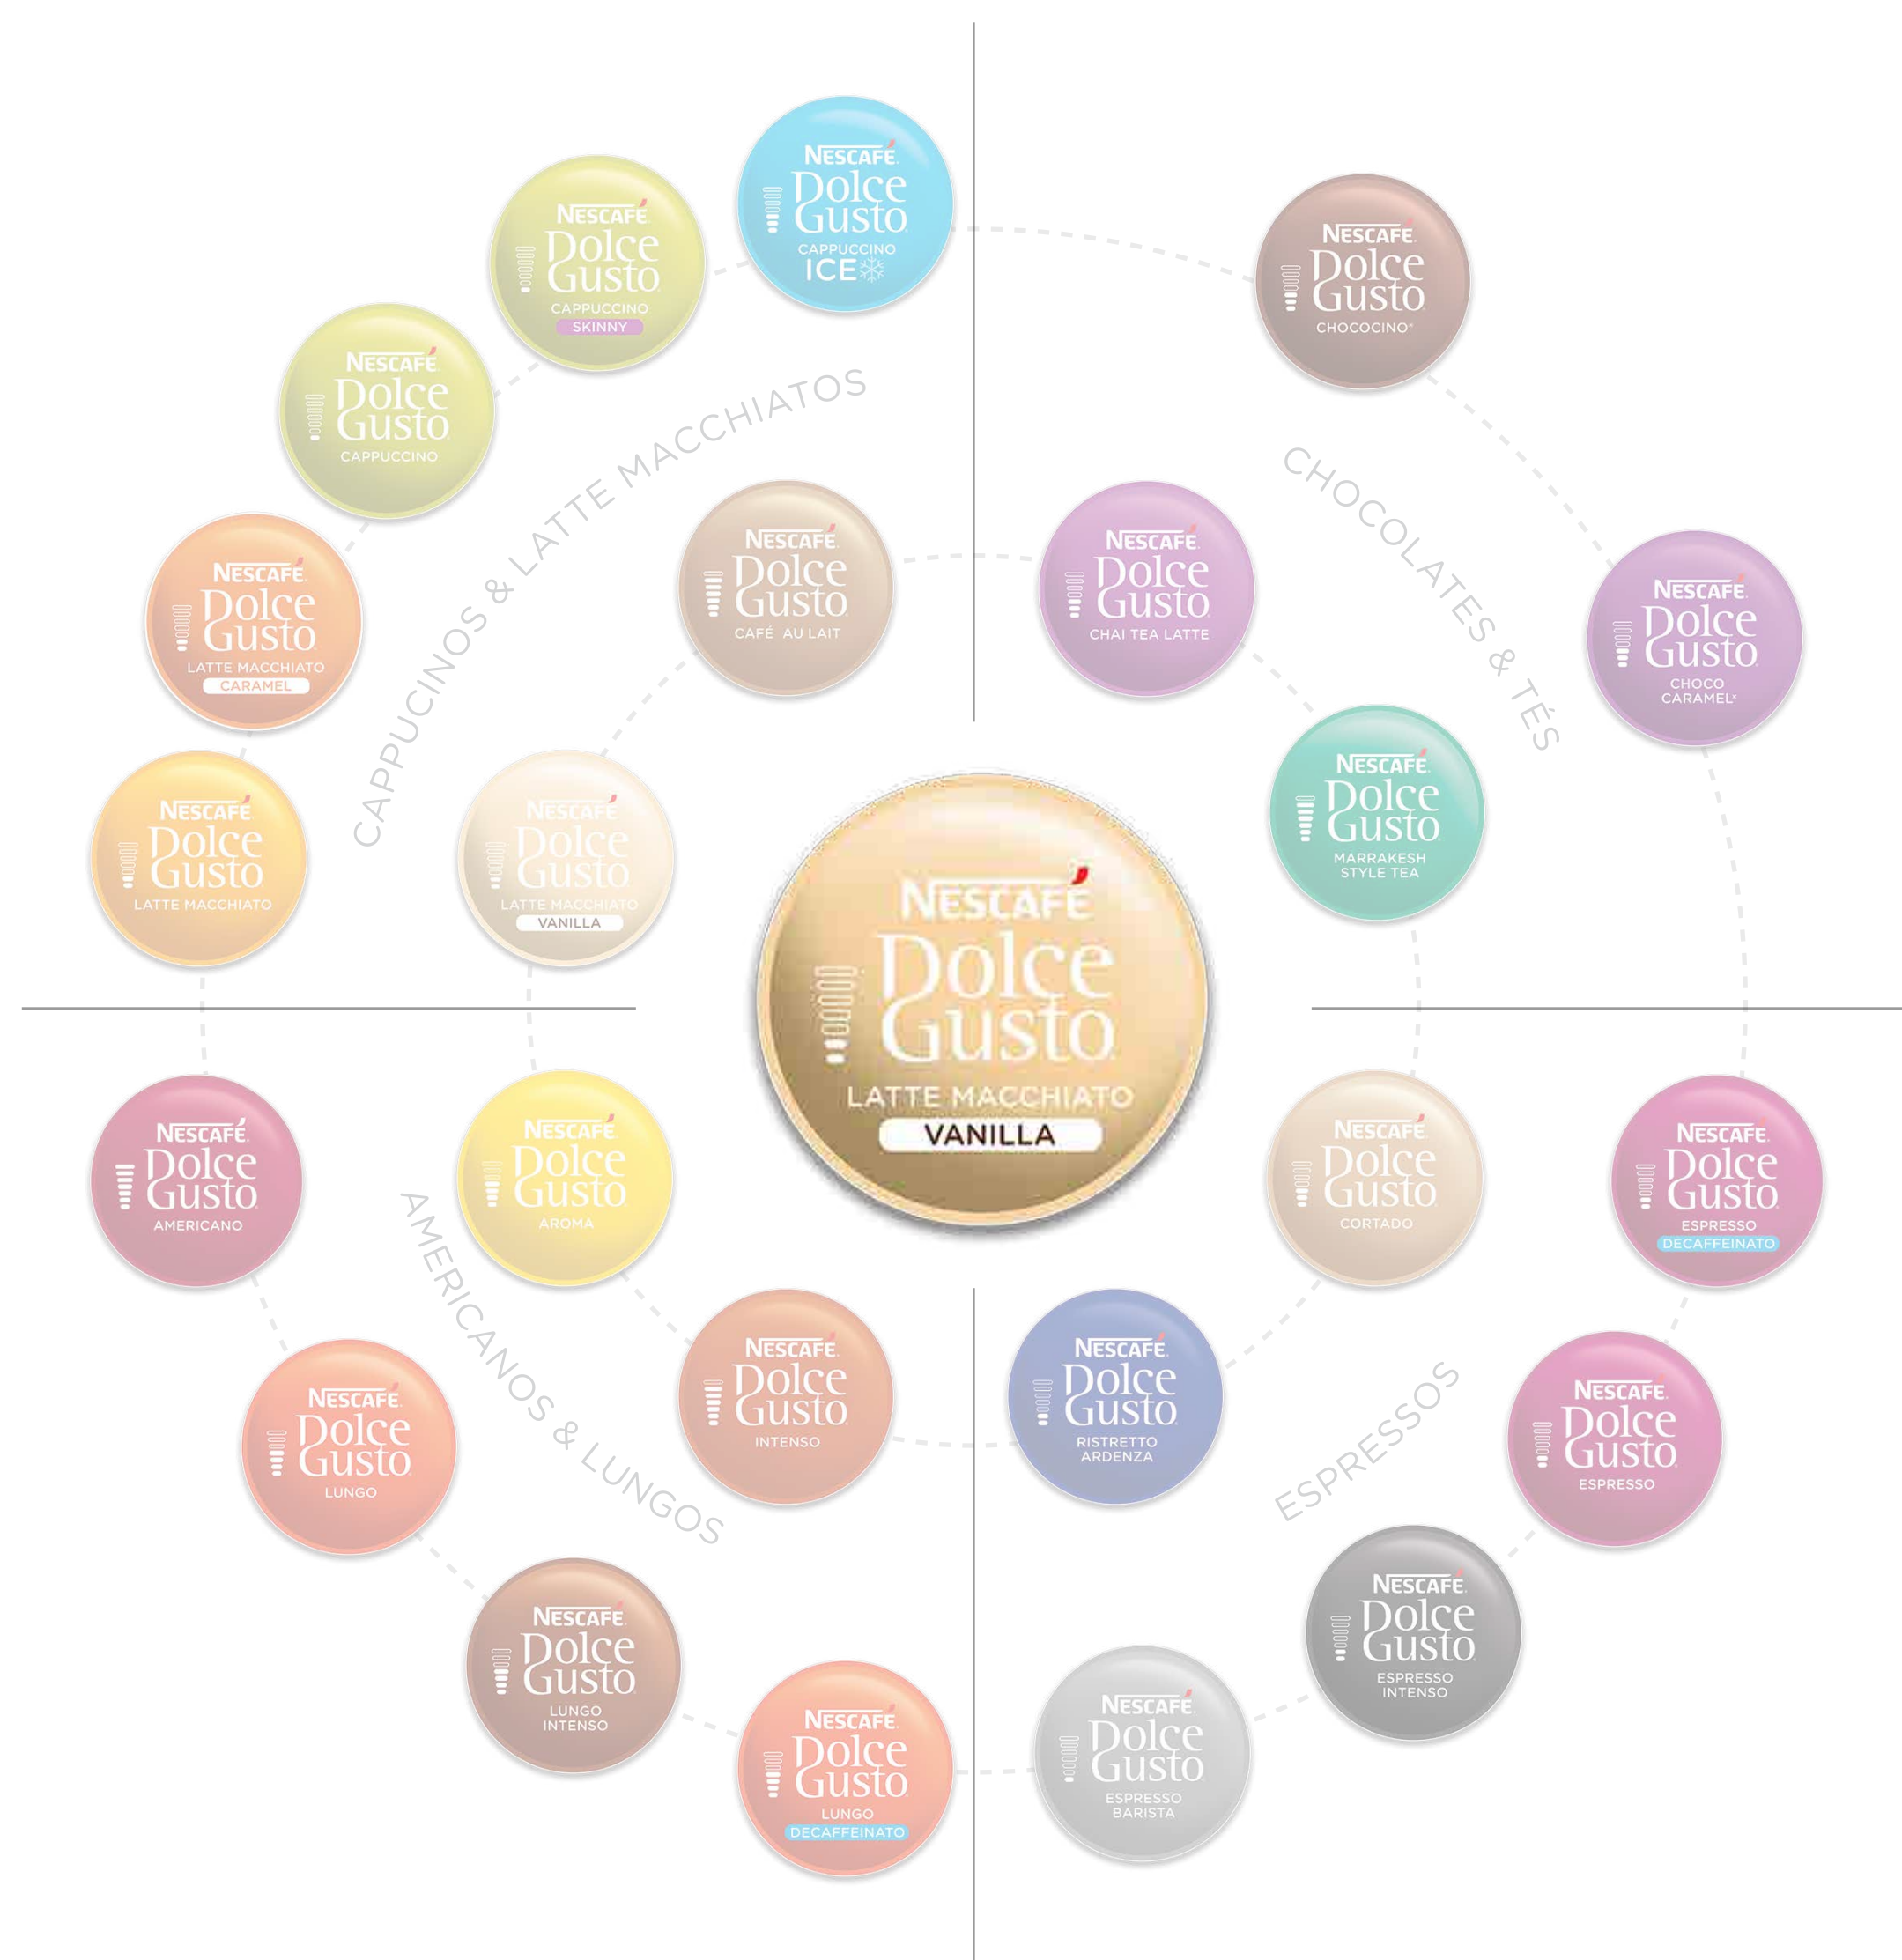 NESCAFÉ.
Dolce
Gusto
CAPPUCCINO
ICE
NESCAFÉ.
Dolce
Gusto
CAPPUCCINO
SKINNY
NESCAFÉ.
Dolce
Gusto
CAPPUCCINO
NESCAFÉ.
Dolce
Gusto
LATTE MACCHIATO
CARAMEL
NESCAFÉ
Dolce
Gusto
LATTE MACCHIATO
CAPPUCINOS & LATTE MACCHIATOS
NESCAFÉ.
Dolce
Gusto
CAFÉ AU LAIT
NESCAFÉ
Dolce
Gusto
LATTE MACCHIATO
VANILLA
NESCAFÉ.
Dolce
Gusto
CHOCOCINO®
NESCAFÉ.
Dolce
Gusto
CHOCO
CARAMEL*
CHOCOLATES & TÉS
NESCAFÉ.
Dolce
Gusto
CHAI TEA LATTE
NESCAFÉ.
Dolce
Gusto
MARRAKESH
STYLE TEA
NESCAFÉ
Dolce
Gusto
LATTE MACCHIATO
VANILLA
NESCAFÉ.
Dolce
Gusto
AMERICANO
NESCAFÉ.
Dolce
Gusto
AROMA
NESCAFÉ.
Dolce
Gusto
INTENSO
AMERICANOS & LUNGOS
NESCAFÉ.
Dolce
Gusto
LUNGO
NESCAFÉ.
Dolce
Gusto
LUNGO
INTENSO
NESCAFÉ.
Dolce
Gusto
LUNGO
DECAFFEINATO
NESCAFÉ.
Dolce
Gusto
CORTADO
NESCAFÉ.
Dolce
Gusto
ESPRESSO
DECAFFEINATO
NESCAFÉ.
Dolce
Gusto
RISTRETTO
ARDENZA
ESPRESSOS
NESCAFÉ.
Dolce
Gusto
ESPRESSO
NESCAFÉ.
Dolce
Gusto
ESPRESSO
INTENSO
NESCAFÉ.
Dolce
Gusto
ESPRESSO
BARISTA